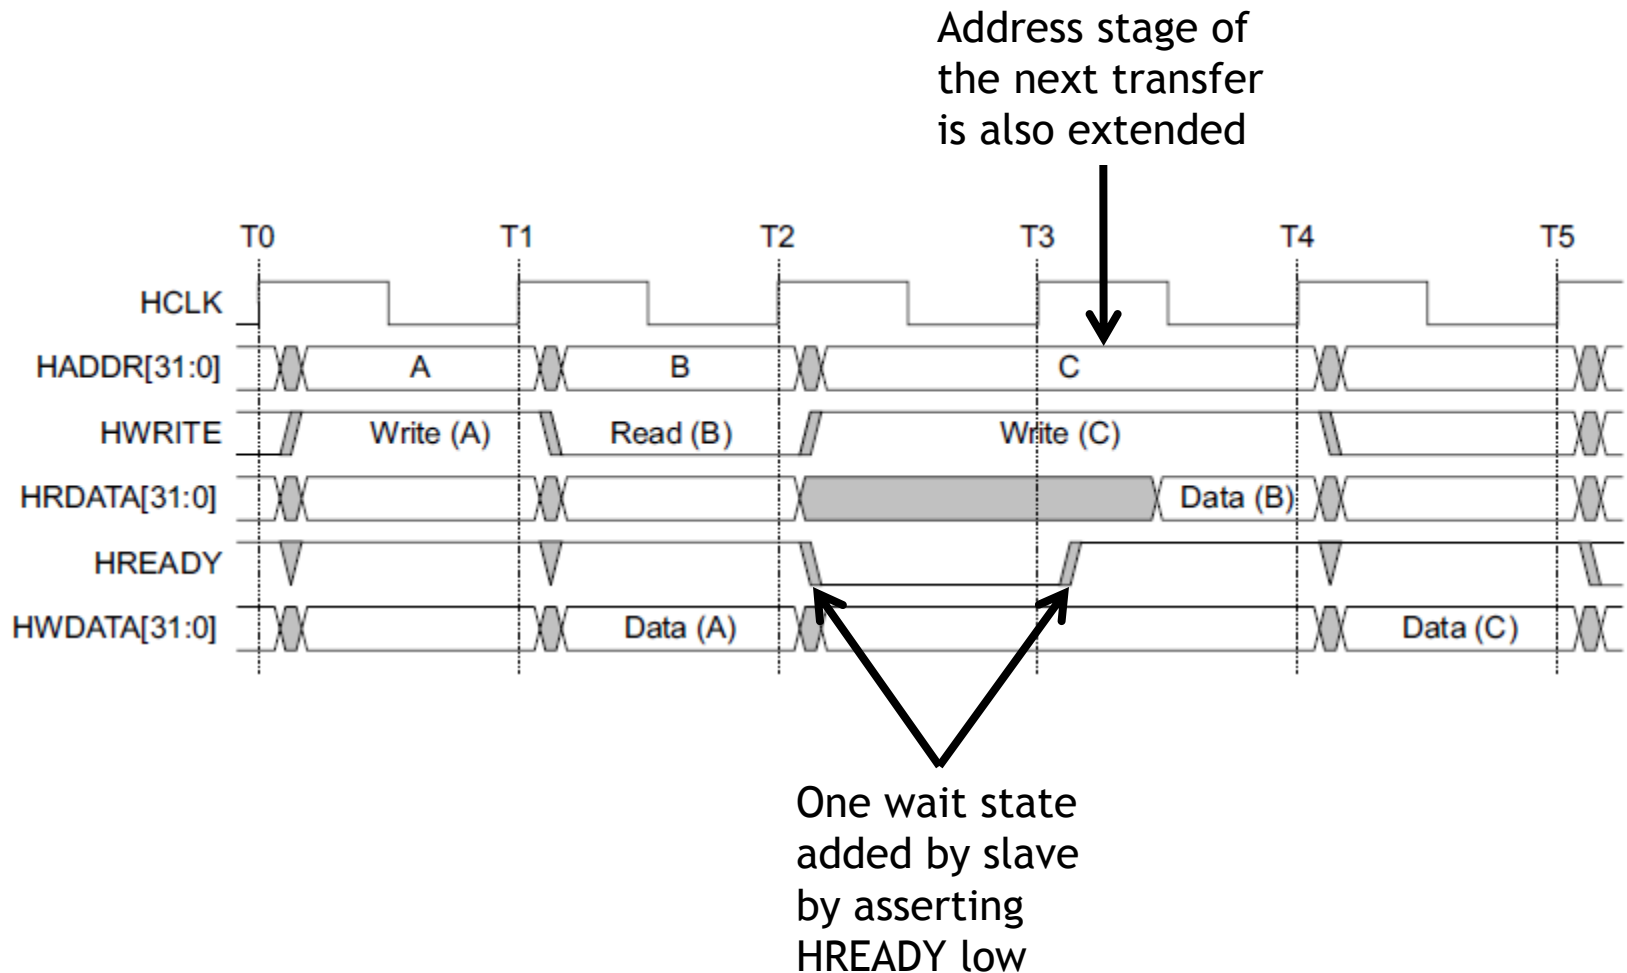 Address stage of
the next transfer
is also extended
T0 T1 T2 T3 T4 T5
HCLK
HADDR[31:0] A B C
HWRITE Write (A) Read (B) Write (C)
HRDATA[31:0] Data (B)
HREADY
HWDATA[31:0] Data (A) Data (C)
One wait state
added by slave
by asserting
HREADY low